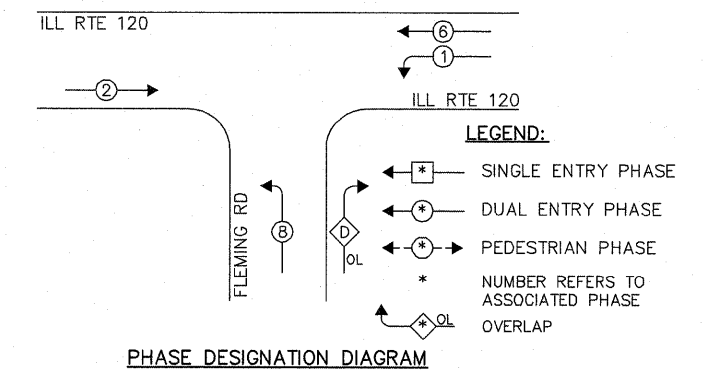 ILL RTE 120
6
1
2
ILL RTE 120
LEGEND:
* SINGLE ENTRY PHASE
* DUAL ENTRY PHASE
* PEDESTRIAN PHASE
* NUMBER REFERS TO
ASSOCIATED PHASE
* OL OVERLAP
FLEMING RD
8
D
OL
PHASE DESIGNATION DIAGRAM